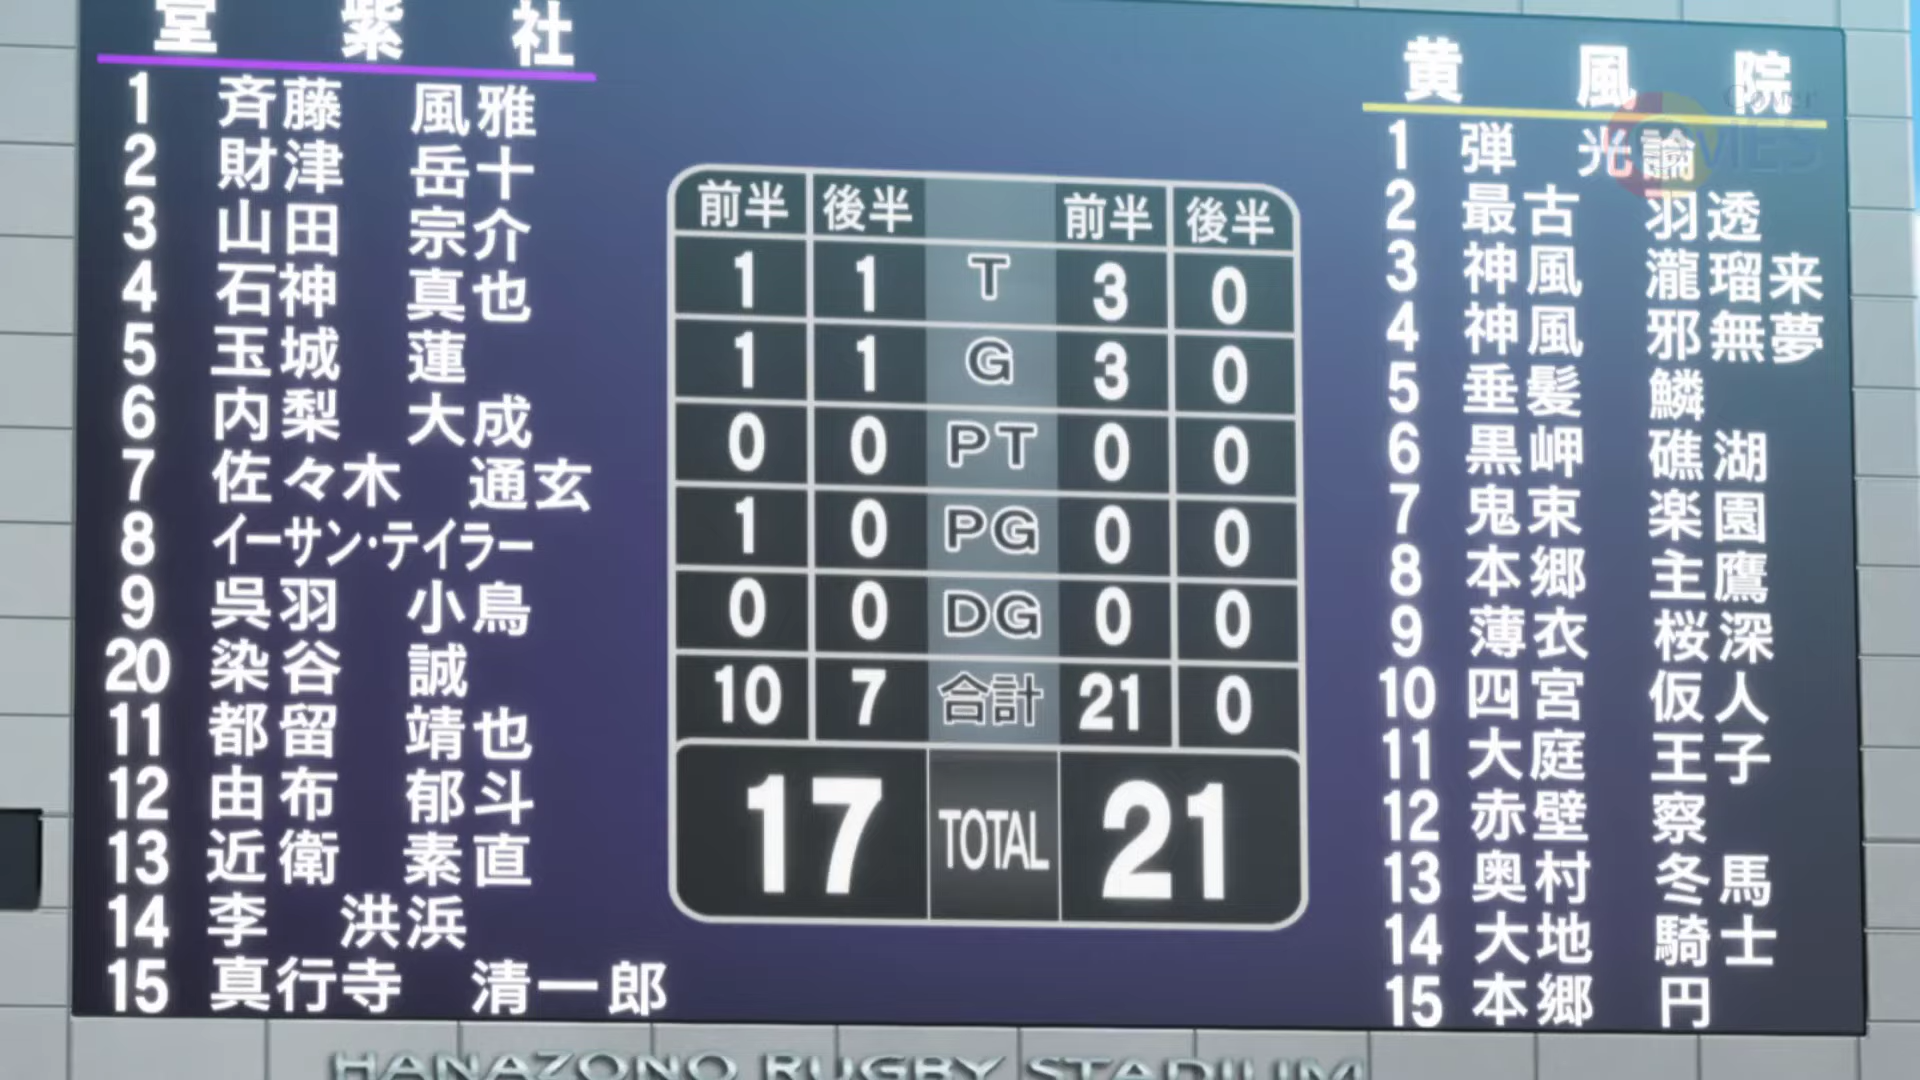 堂紫社
1 斉藤 風雅
2 財津 岳十
3 山田 宗介
4 石神 真也
5 玉城 蓮
6 内梨 大成
7 佐々木 通玄
8 イーサン・テイラー
9 呉羽 小鳥
20 染谷 誠
11 都留 靖也
12 由布 郁斗
13 近衛 素直
14 李 洪浜
15 真行寺 清一郎
前半 後半 前半 後半
1 1 T 3 0
1 1 G 3 0
0 0 PT 0 0
1 0 PG 0 0
0 0 DG 0 0
10 7 合計 21 0
17 TOTAL 21
黄風院
1 弾 光論
2 最古 羽透
3 神風 瀧瑠来
4 神風 邪無夢
5 垂髪 鱗
6 黒岬 礁湖
7 鬼束 楽園
8 本郷 主鷹
9 薄衣 桜深
10 四宮 仮人
11 大庭 王子
12 赤壁 察
13 奥村 冬馬
14 大地 騎士
15 本郷 円
HANAZONO RUGBY STADIUM